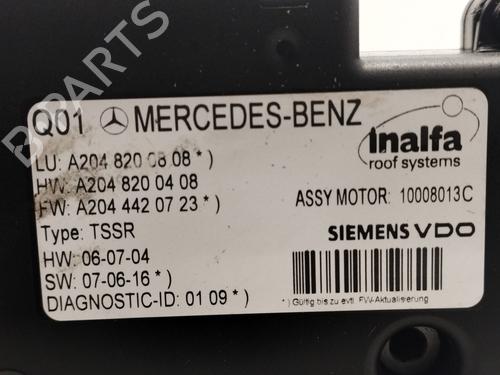 Q01 MERCEDES-BENZ
LU: A204 820 08 08 *)
HW: A204 820 04 08
FW: A204 442 07 23 *)
Type: TSSR
HW: 06-07-04
SW: 07-06-16 *)
DIAGNOSTIC-ID: 01 09 *)
inalfa
roof systems
ASSY MOTOR: 10008013C
SIEMENS VDO
*) Gültig bis zu evtl. FW-Aktualisierung
B PARTS